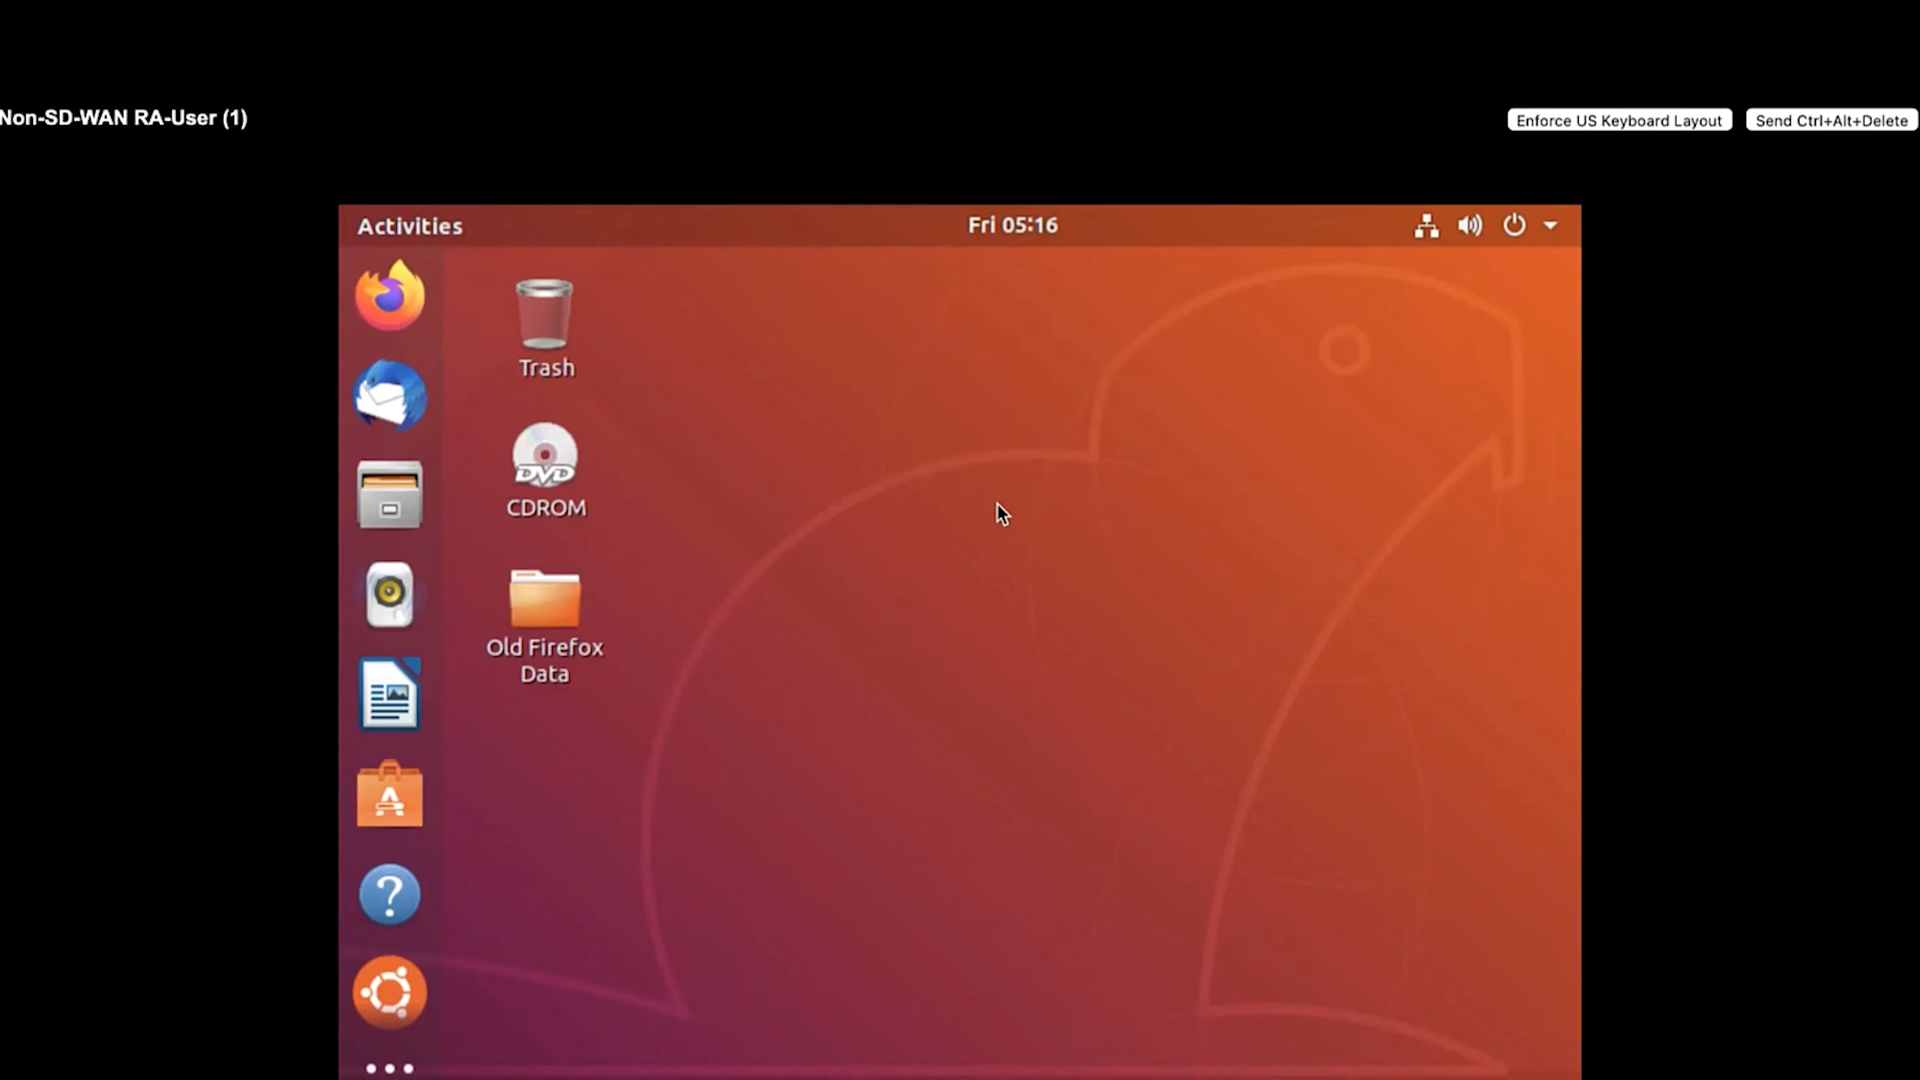 Non-SD-WAN RA-User (1)
Enforce US Keyboard Layout
Send Ctrl+Alt+Delete
Activities
Fri 05:16
Trash
DVD
CDROM
Old Firefox
Data